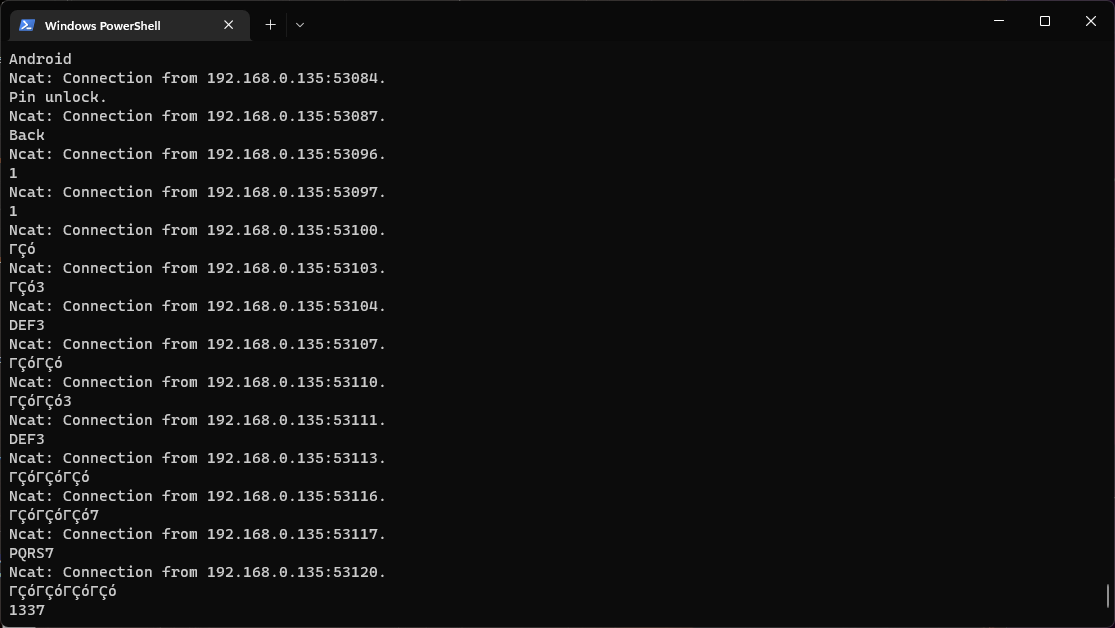 Windows PowerShell
Android
Ncat: Connection from 192.168.0.135:53084.
Pin unlock.
Ncat: Connection from 192.168.0.135:53087.
Back
Ncat: Connection from 192.168.0.135:53096.
1
Ncat: Connection from 192.168.0.135:53097.
1
Ncat: Connection from 192.168.0.135:53100.
ΓÇó
Ncat: Connection from 192.168.0.135:53103.
ΓÇó3
Ncat: Connection from 192.168.0.135:53104.
DEF3
Ncat: Connection from 192.168.0.135:53107.
ΓÇóΓÇó
Ncat: Connection from 192.168.0.135:53110.
ΓÇóΓÇó3
Ncat: Connection from 192.168.0.135:53111.
DEF3
Ncat: Connection from 192.168.0.135:53113.
ΓÇóΓÇóΓÇó
Ncat: Connection from 192.168.0.135:53116.
ΓÇóΓÇóΓÇó7
Ncat: Connection from 192.168.0.135:53117.
PQRS7
Ncat: Connection from 192.168.0.135:53120.
ΓÇóΓÇóΓÇóΓÇó
1337